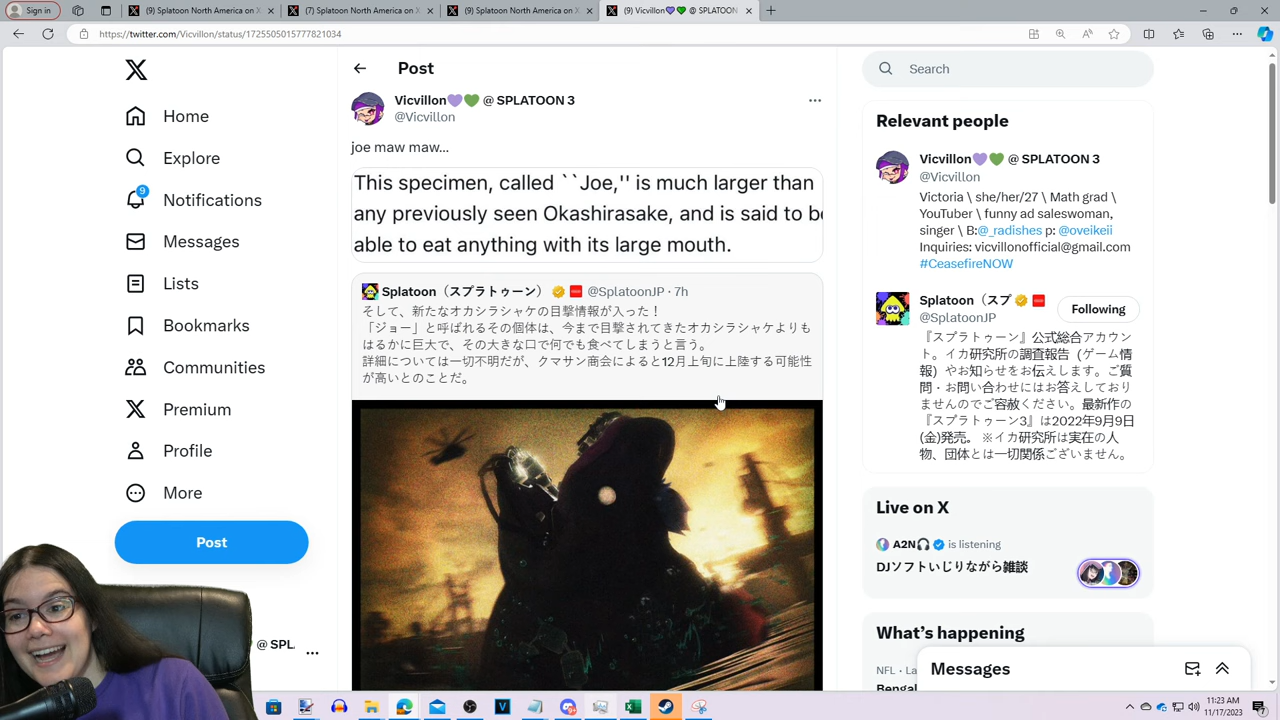 Sign in
(9) Splatoon North America on X
(7) Splatoon North America on X
(9) Splatoon North America on X
(9) Vicvillon💜💚 @ SPLATOON
https://twitter.com/Vicvillon/status/1725505015777821034
Home
Explore
9
Notifications
Messages
Lists
Bookmarks
Communities
Premium
Profile
More
Post
@ SPL
Post
Vicvillon💜💚 @ SPLATOON 3
@Vicvillon
joe maw maw...
This specimen, called ``Joe,'' is much larger than
any previously seen Okashirasake, and is said to be
able to eat anything with its large mouth.
Splatoon（スプラトゥーン） @SplatoonJP · 7h
そして、新たなオカシラシャケの目撃情報が入った！
「ジョー」と呼ばれるその個体は、今まで目撃されてきたオカシラシャケよりも
はるかに巨大で、その大きな口で何でも食べてしまうと言う。
詳細については一切不明だが、クマサン商会によると12月上旬に上陸する可能性
が高いとのことだ。
Search
Relevant people
Vicvillon💜💚 @ SPLATOON 3
@Vicvillon
Victoria \ she/her/27 \ Math grad \
YouTuber \ funny ad saleswoman,
singer \ B:@_radishes p: @oveikeii
Inquiries: vicvillonofficial@gmail.com
#CeasefireNOW
Splatoon（スプ
@SplatoonJP
Following
『スプラトゥーン』公式総合アカウン
ト。イカ研究所の調査報告（ゲーム情
報）やお知らせをお伝えします。ご質
問・お問い合わせにはお答えしており
ませんのでご容赦ください。最新作の
『スプラトゥーン3』は2022年9月9日
(金)発売。 ※イカ研究所は実在の人
物、団体とは一切関係ございません。
Live on X
A2N🎧 is listening
DJソフトいじりながら雑談
What's happening
NFL · La
Bengal
Messages
11:23 AM
11/17/2023